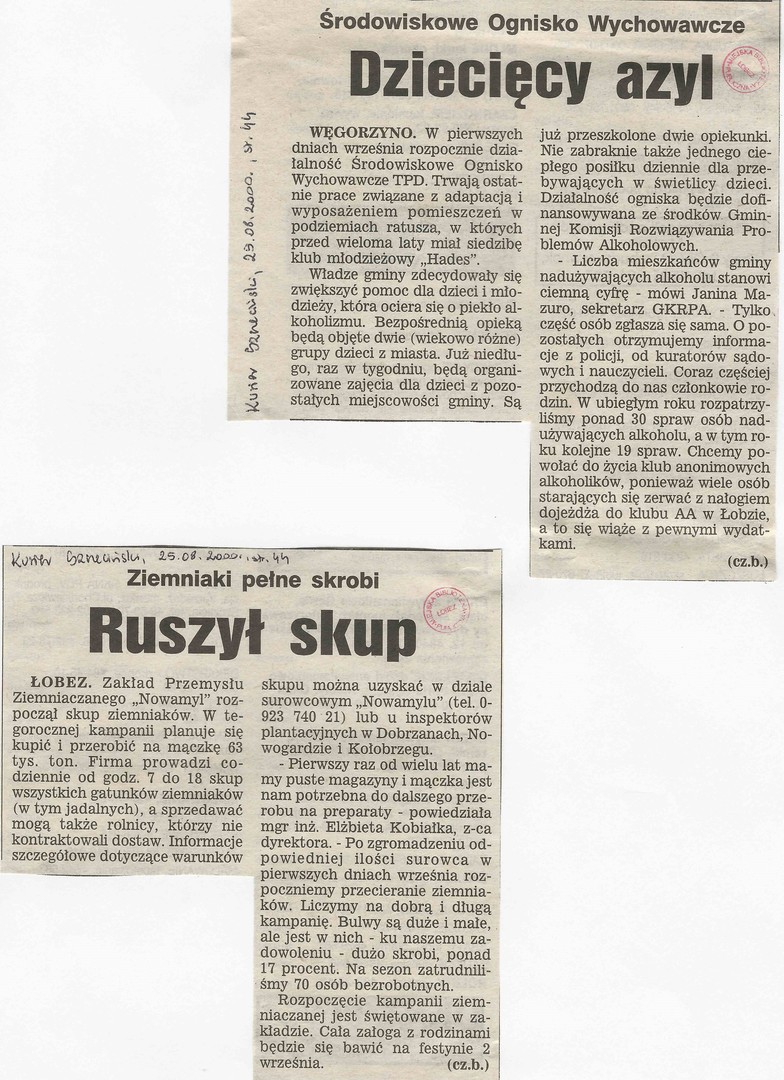 Środowiskowe Ognisko Wychowawcze
Dziecięcy azyl
WĘGORZYNO. W pierwszych
dniach września rozpocznie dzia-
łalność Środowiskowe Ognisko
Wychowawcze TPD. Trwają ostat-
nie prace związane z adaptacją i
wyposażeniem pomieszczeń w
podziemiach ratusza, w których
przed wieloma laty miał siedzibę
klub młodzieżowy „Hades”.
Władze gminy zdecydowały się
zwiększyć pomoc dla dzieci i mło-
dzieży, która ociera się o piekło al-
koholizmu. Bezpośrednią opieką
będą objęte dwie (wiekowo różne)
grupy dzieci z miasta. Już niedłu-
go, raz w tygodniu, będą organi-
zowane zajęcia dla dzieci z pozo-
stałych miejscowości gminy. Są
już przeszkolone dwie opiekunki.
Nie zabraknie także jednego cie-
płego posiłku dziennie dla prze-
bywających w świetlicy dzieci.
Działalność ogniska będzie dofi-
nansowywana ze środków Gmin-
nej Komisji Rozwiązywania Pro-
blemów Alkoholowych.
- Liczba mieszkańców gminy
nadużywających alkoholu stanowi
ciemną cyfrę - mówi Janina Ma-
zuro, sekretarz GKRPA. - Tylko
część osób zgłasza się sama. O po-
zostałych otrzymujemy informa-
cje z policji, od kuratorów sądo-
wych i nauczycieli. Coraz częściej
przychodzą do nas członkowie ro-
dzin. W ubiegłym roku rozpatrzy-
liśmy ponad 30 spraw osób nad-
używających alkoholu, a w tym ro-
ku kolejne 19 spraw. Chcemy po-
wołać do życia klub anonimowych
alkoholików, ponieważ wiele osób
starających się zerwać z nałogiem
dojeżdża do klubu AA w Łobzie,
a to się wiąże z pewnymi wydat-
kami.
(cz.b.)
Kurier Szczeciński, 29.08.2000., str. 44
Kurier Szczeciński, 25.08.2000., str. 44
Ziemniaki pełne skrobi
Ruszył skup
ŁOBEZ. Zakład Przemysłu
Ziemniaczanego „Nowamyl” roz-
począł skup ziemniaków. W te-
gorocznej kampanii planuje się
kupić i przerobić na mączkę 63
tys. ton. Firma prowadzi co-
dziennie od godz. 7 do 18 skup
wszystkich gatunków ziemniaków
(w tym jadalnych), a sprzedawać
mogą także rolnicy, którzy nie
kontraktowali dostaw. Informacje
szczegółowe dotyczące warunków
skupu można uzyskać w dziale
surowcowym „Nowamylu” (tel. 0-
923 740 21) lub u inspektorów
plantacyjnych w Dobrzanach, No-
wogardzie i Kołobrzegu.
- Pierwszy raz od wielu lat ma-
my puste magazyny i mączka jest
nam potrzebna do dalszego prze-
robu na preparaty - powiedziała
mgr inż. Elżbieta Kobiałka, z-ca
dyrektora. - Po zgromadzeniu od-
powiedniej ilości surowca w
pierwszych dniach września roz-
poczniemy przecieranie ziemnia-
ków. Liczymy na dobrą i długą
kampanię. Bulwy są duże i małe,
ale jest w nich - ku naszemu za-
dowoleniu - dużo skrobi, ponad
17 procent. Na sezon zatrudnili-
śmy 70 osób bezrobotnych.
Rozpoczęcie kampanii ziem-
niaczanej jest świętowane w za-
kładzie. Cała załoga z rodzinami
będzie się bawić na festynie 2
września. (cz.b.)